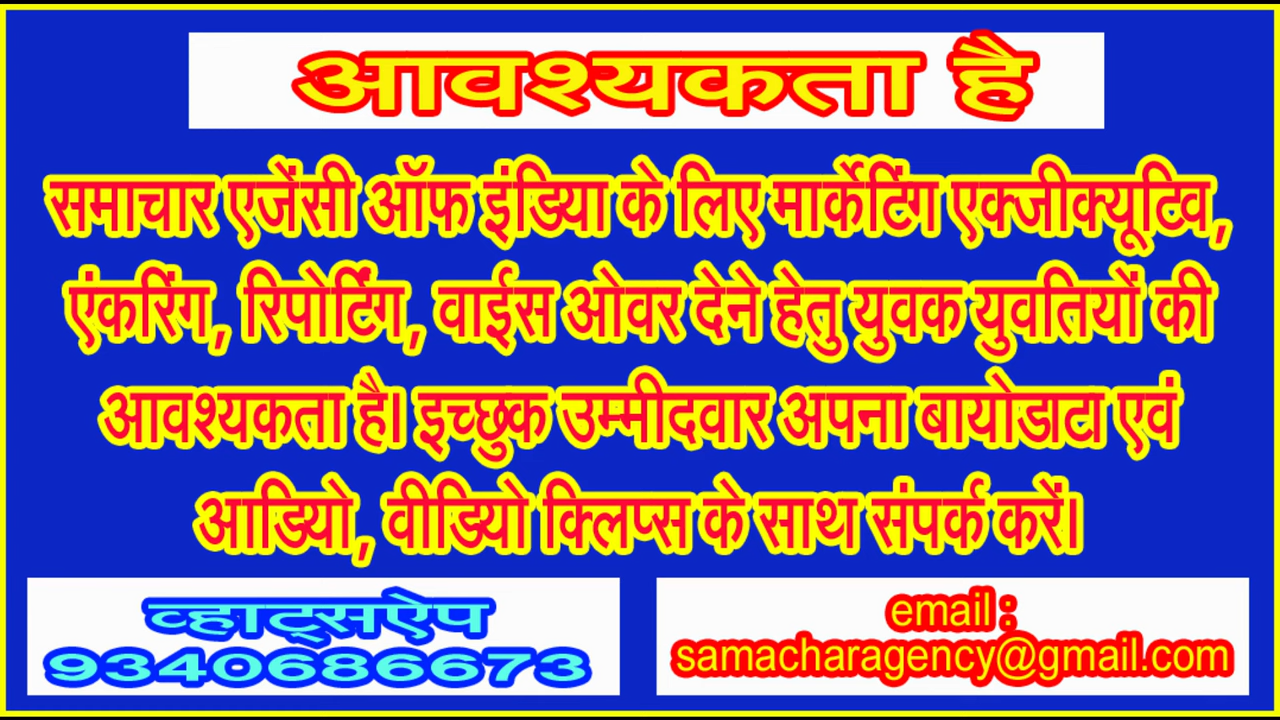 आवश्यकता है
समाचार एजेंसी ऑफ इंडिया के लिए मार्केटिंग एक्जीक्यूटिव,
एंकरिंग, रिपोर्टिंग, वाईस ओवर देने हेतु युवक युवतियों की
आवश्यकता है। इच्छुक उम्मीदवार अपना बायोडाटा एवं
आडियो, वीडियो क्लिप्स के साथ संपर्क करें।
व्हाट्सऐप
9340686673
email :
samacharagency@gmail.com